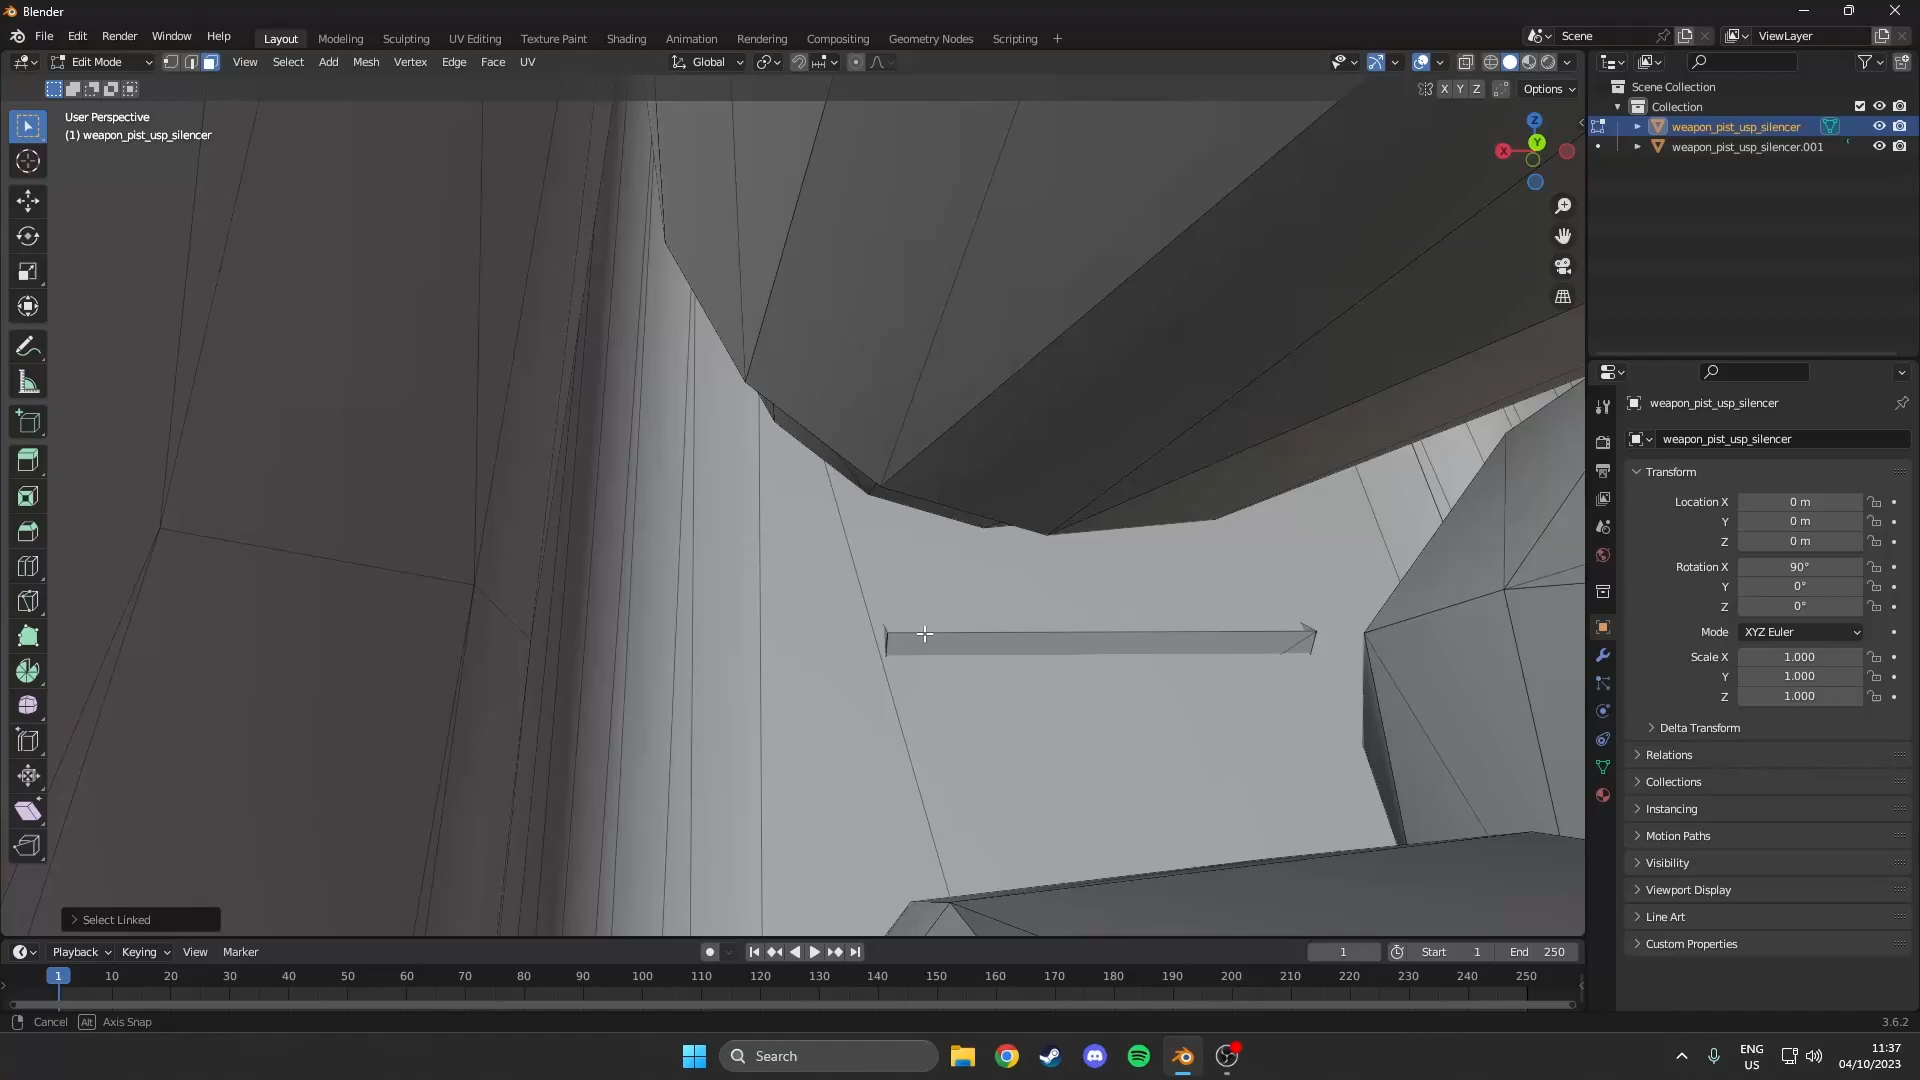 Blender
File Edit Render Window Help
Layout Modeling Sculpting UV Editing Texture Paint Shading Animation Rendering Compositing Geometry Nodes Scripting +
Scene ViewLayer
Edit Mode View Select Add Mesh Vertex Edge Face UV Global
X Y Z Options
User Perspective
(1) weapon_pist_usp_silencer
Z
Y
X
Scene Collection
Collection
weapon_pist_usp_silencer
weapon_pist_usp_silencer.001
weapon_pist_usp_silencer
weapon_pist_usp_silencer
Transform
Location X 0 m
Y 0 m
Z 0 m
Rotation X 90°
Y 0°
Z 0°
Mode XYZ Euler
Scale X 1.000
Y 1.000
Z 1.000
Delta Transform
Relations
Collections
Instancing
Motion Paths
Visibility
Viewport Display
Line Art
Custom Properties
Select Linked
Playback Keying View Marker 1 Start 1 End 250
1 10 20 30 40 50 60 70 80 90 100 110 120 130 140 150 160 170 180 190 200 210 220 230 240 250
Cancel Alt Axis Snap 3.6.2
Search
ENG
US
11:37
04/10/2023